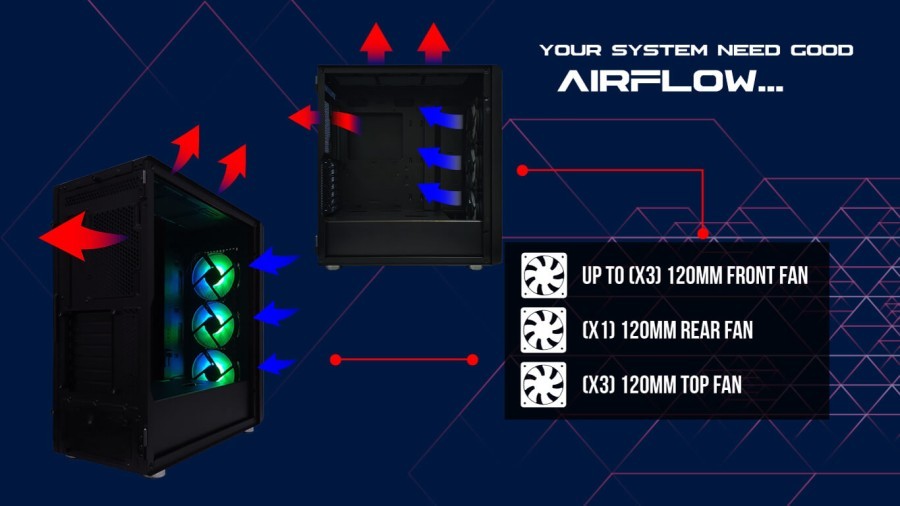 YOUR SYSTEM NEED GOOD
AIRFLOW...
UP TO (X3) 120MM FRONT FAN
(X1) 120MM REAR FAN
(X3) 120MM TOP FAN